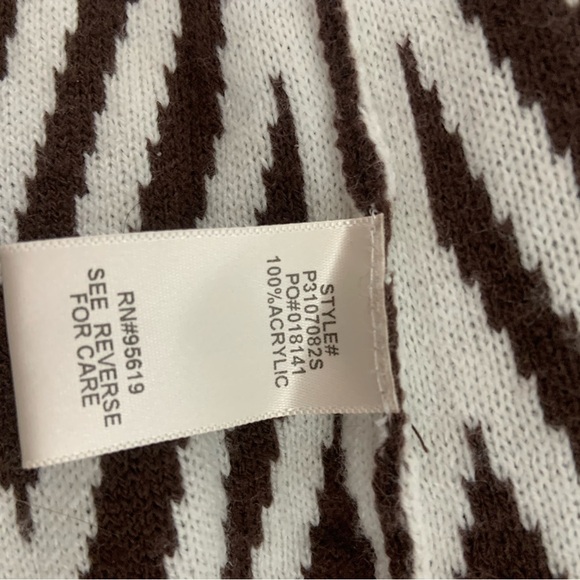 STYLE#
P3107082S
PO#018141
100%ACRYLIC
RN#95619
SEE REVERSE
FOR CARE